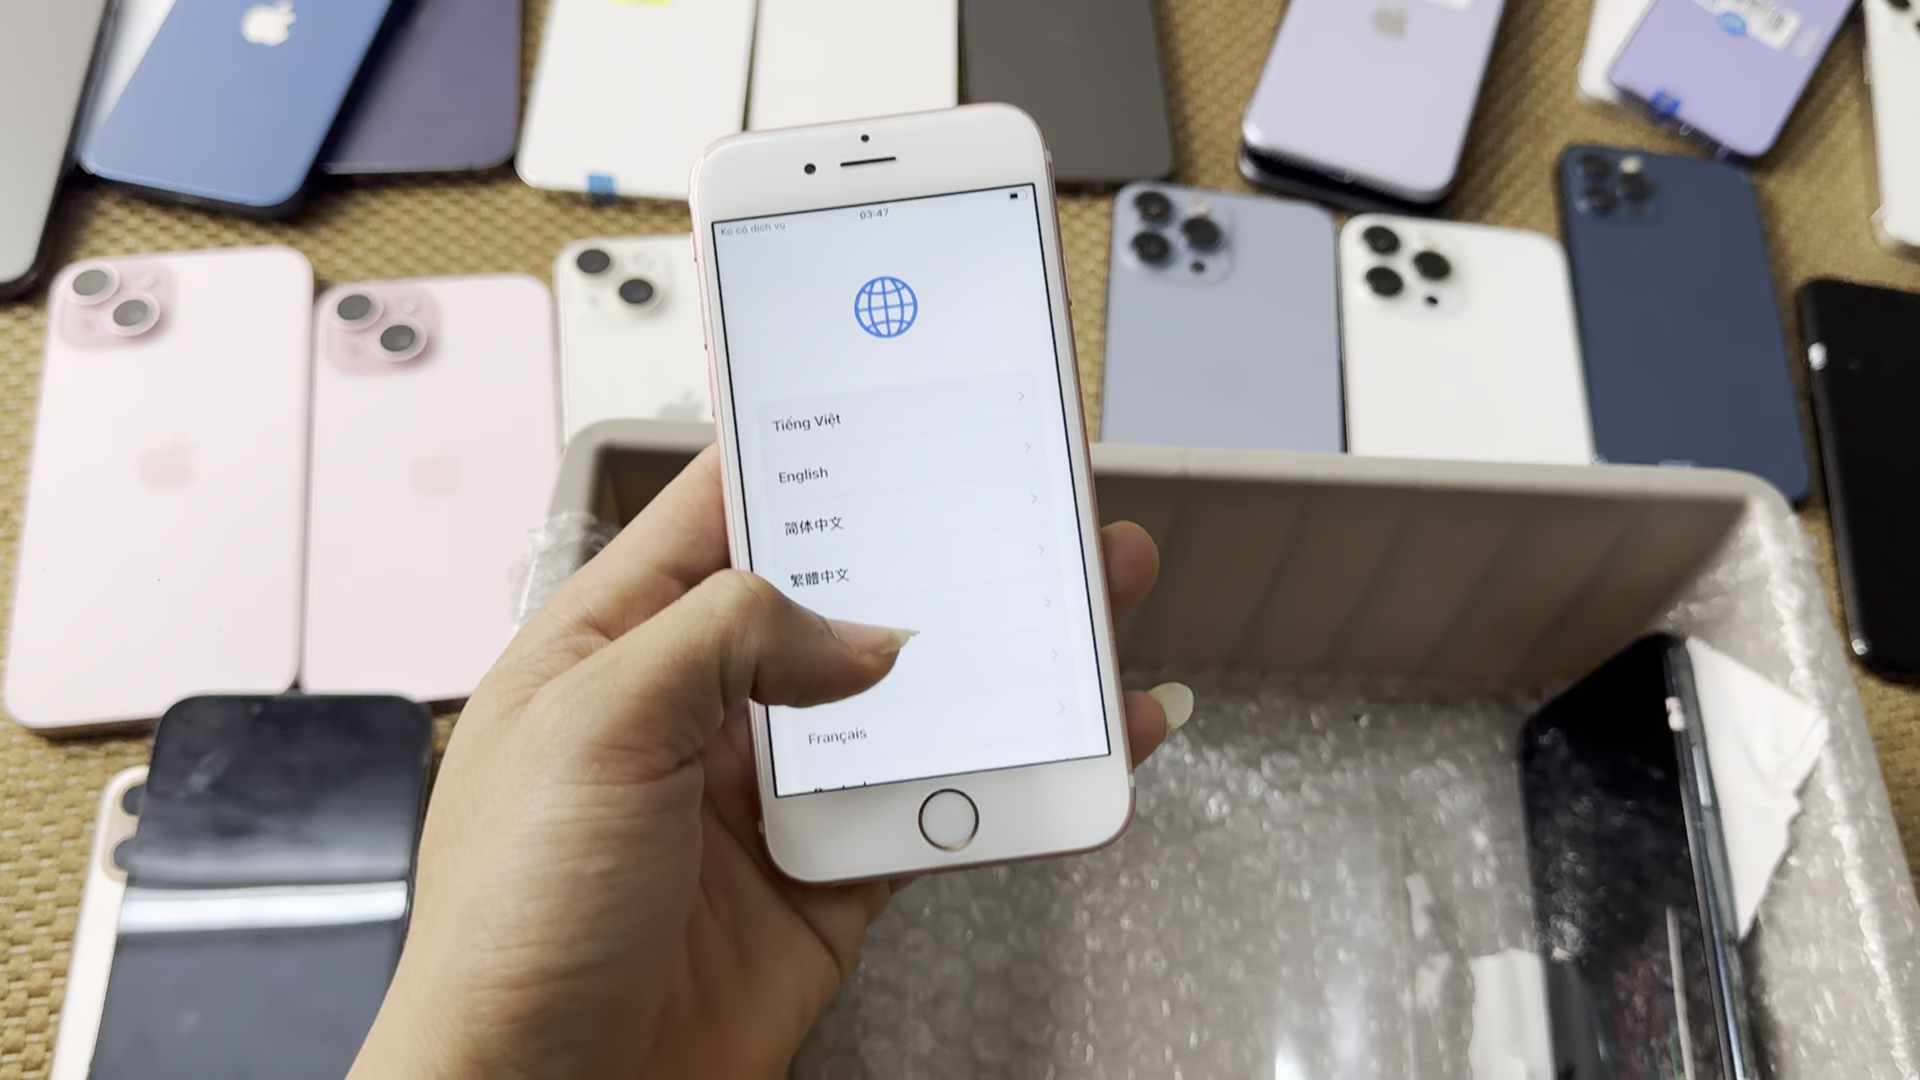 03:47
Ko có dịch vụ
Tiếng Việt
English
简体中文
繁體中文
Français